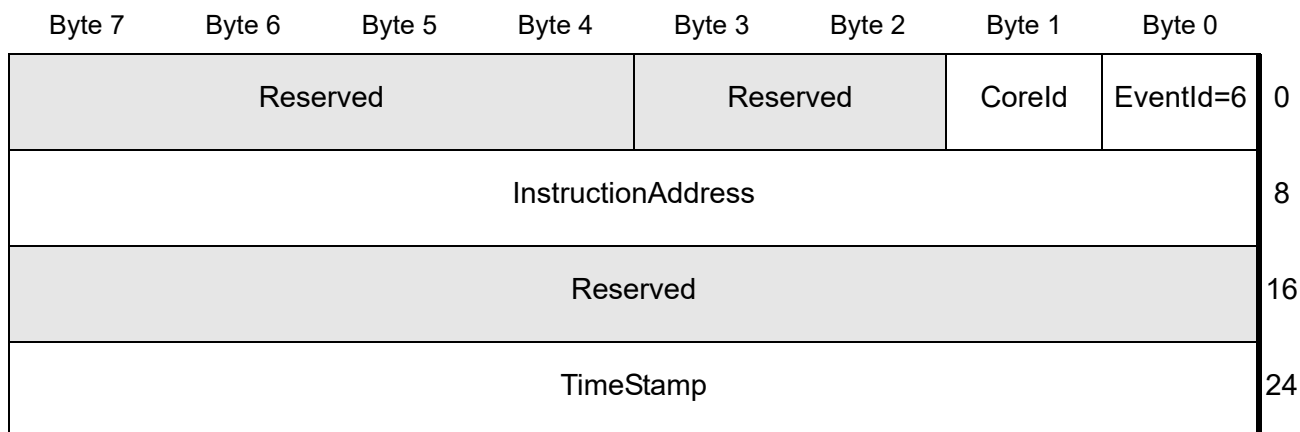 Byte 7 Byte 6 Byte 5 Byte 4 Byte 3 Byte 2 Byte 1 Byte 0
Reserved Reserved CoreId EventId=6 0
InstructionAddress 8
Reserved 16
TimeStamp 24